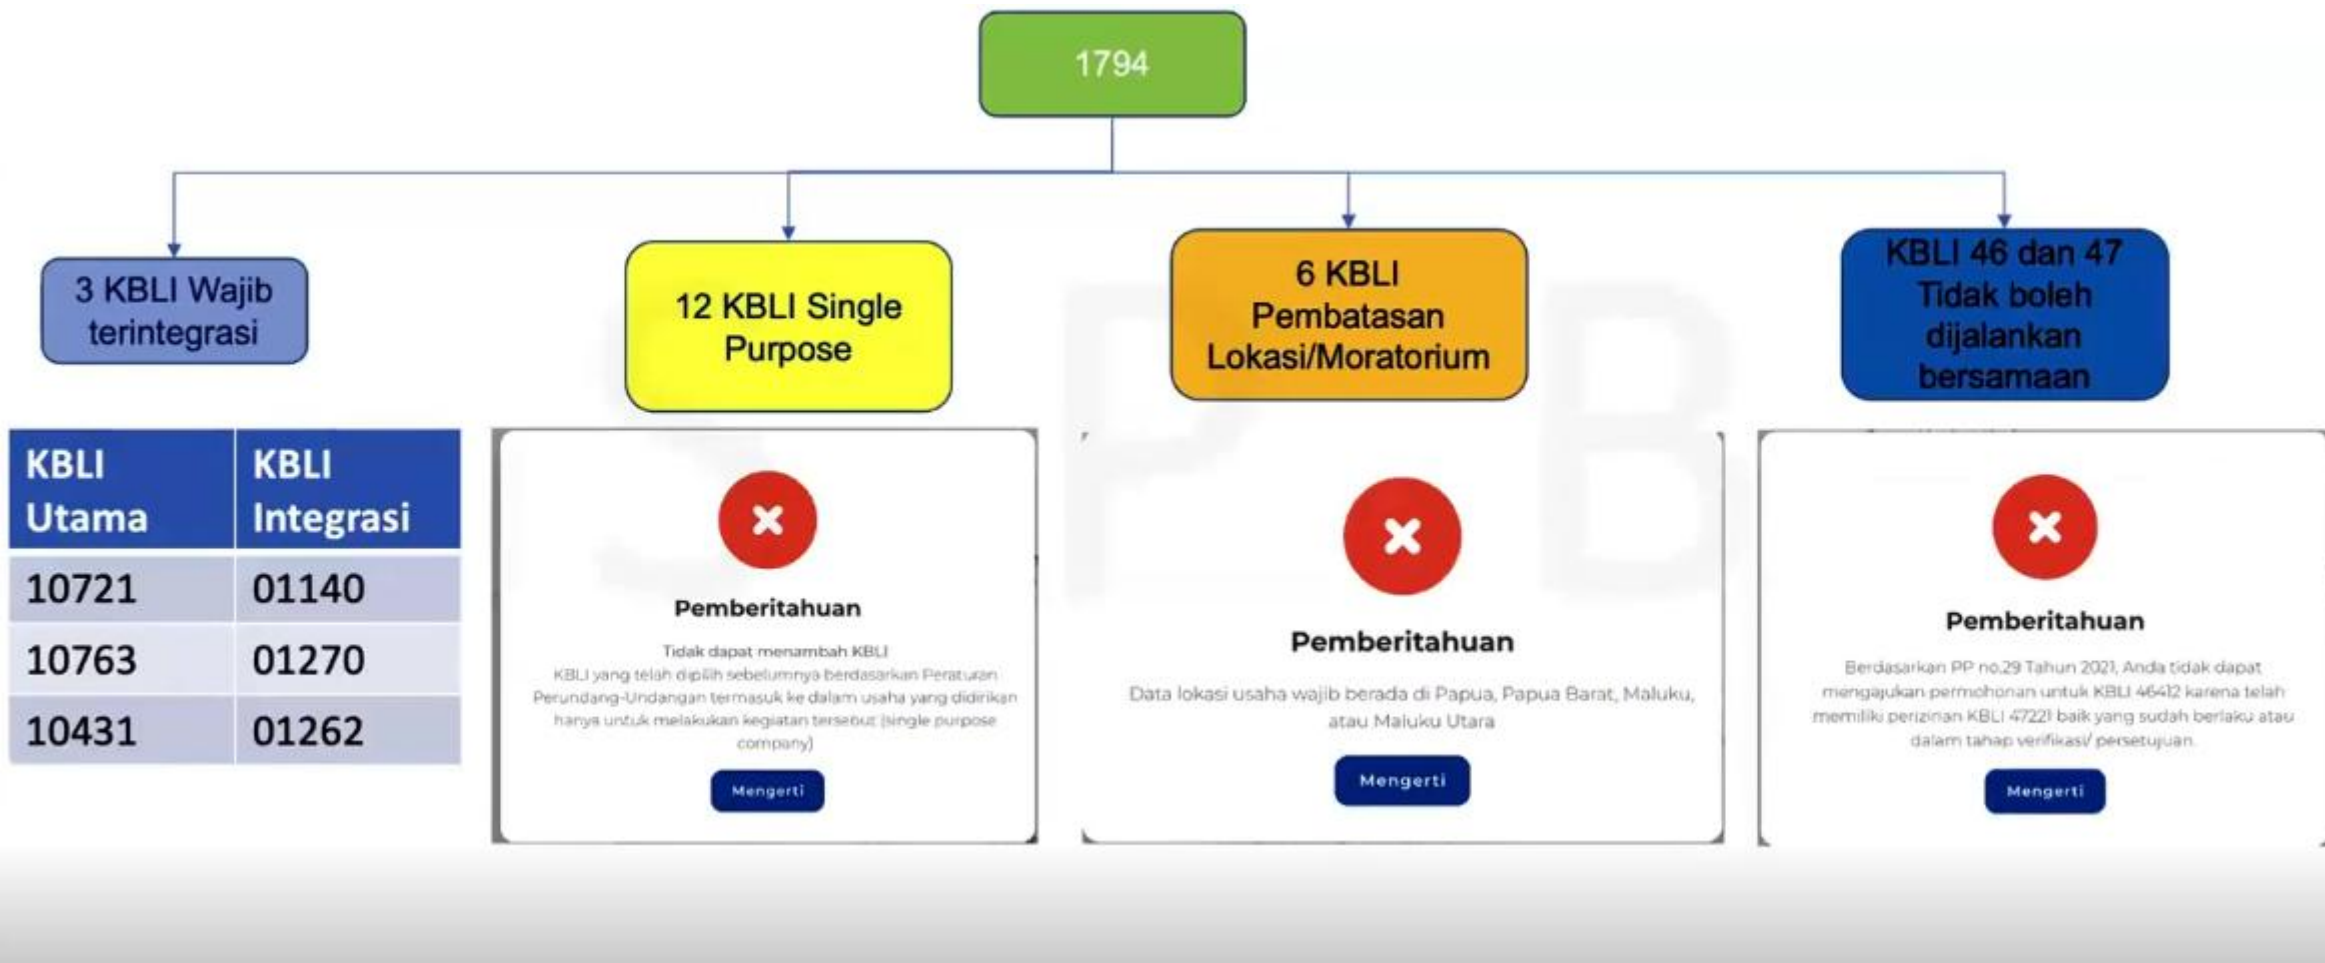 1794
3 KBLI Wajib
terintegrasi
12 KBLI Single
Purpose
6 KBLI
Pembatasan
Lokasi/Moratorium
KBLI 46 dan 47
Tidak boleh
dijalankan
bersamaan
KBLI
Utama
KBLI
Integrasi
10721 01140
10763 01270
10431 01262
Pemberitahuan
Tidak dapat menambah KBLI
KBLI yang telah dipilih sebelumnya berdasarkan Peraturan
Perundang-Undangan termasuk ke dalam usaha yang didirikan
hanya untuk melakukan kegiatan tersebut (single purpose
company)
Mengerti
Pemberitahuan
Data lokasi usaha wajib berada di Papua, Papua Barat, Maluku,
atau Maluku Utara
Mengerti
Pemberitahuan
Berdasarkan PP no.29 Tahun 2021, Anda tidak dapat
mengajukan permohonan untuk KBLI 46412 karena telah
memiliki perizinan KBLI 47221 baik yang sudah berlaku atau
dalam tahap verifikasi/ persetujuan.
Mengerti